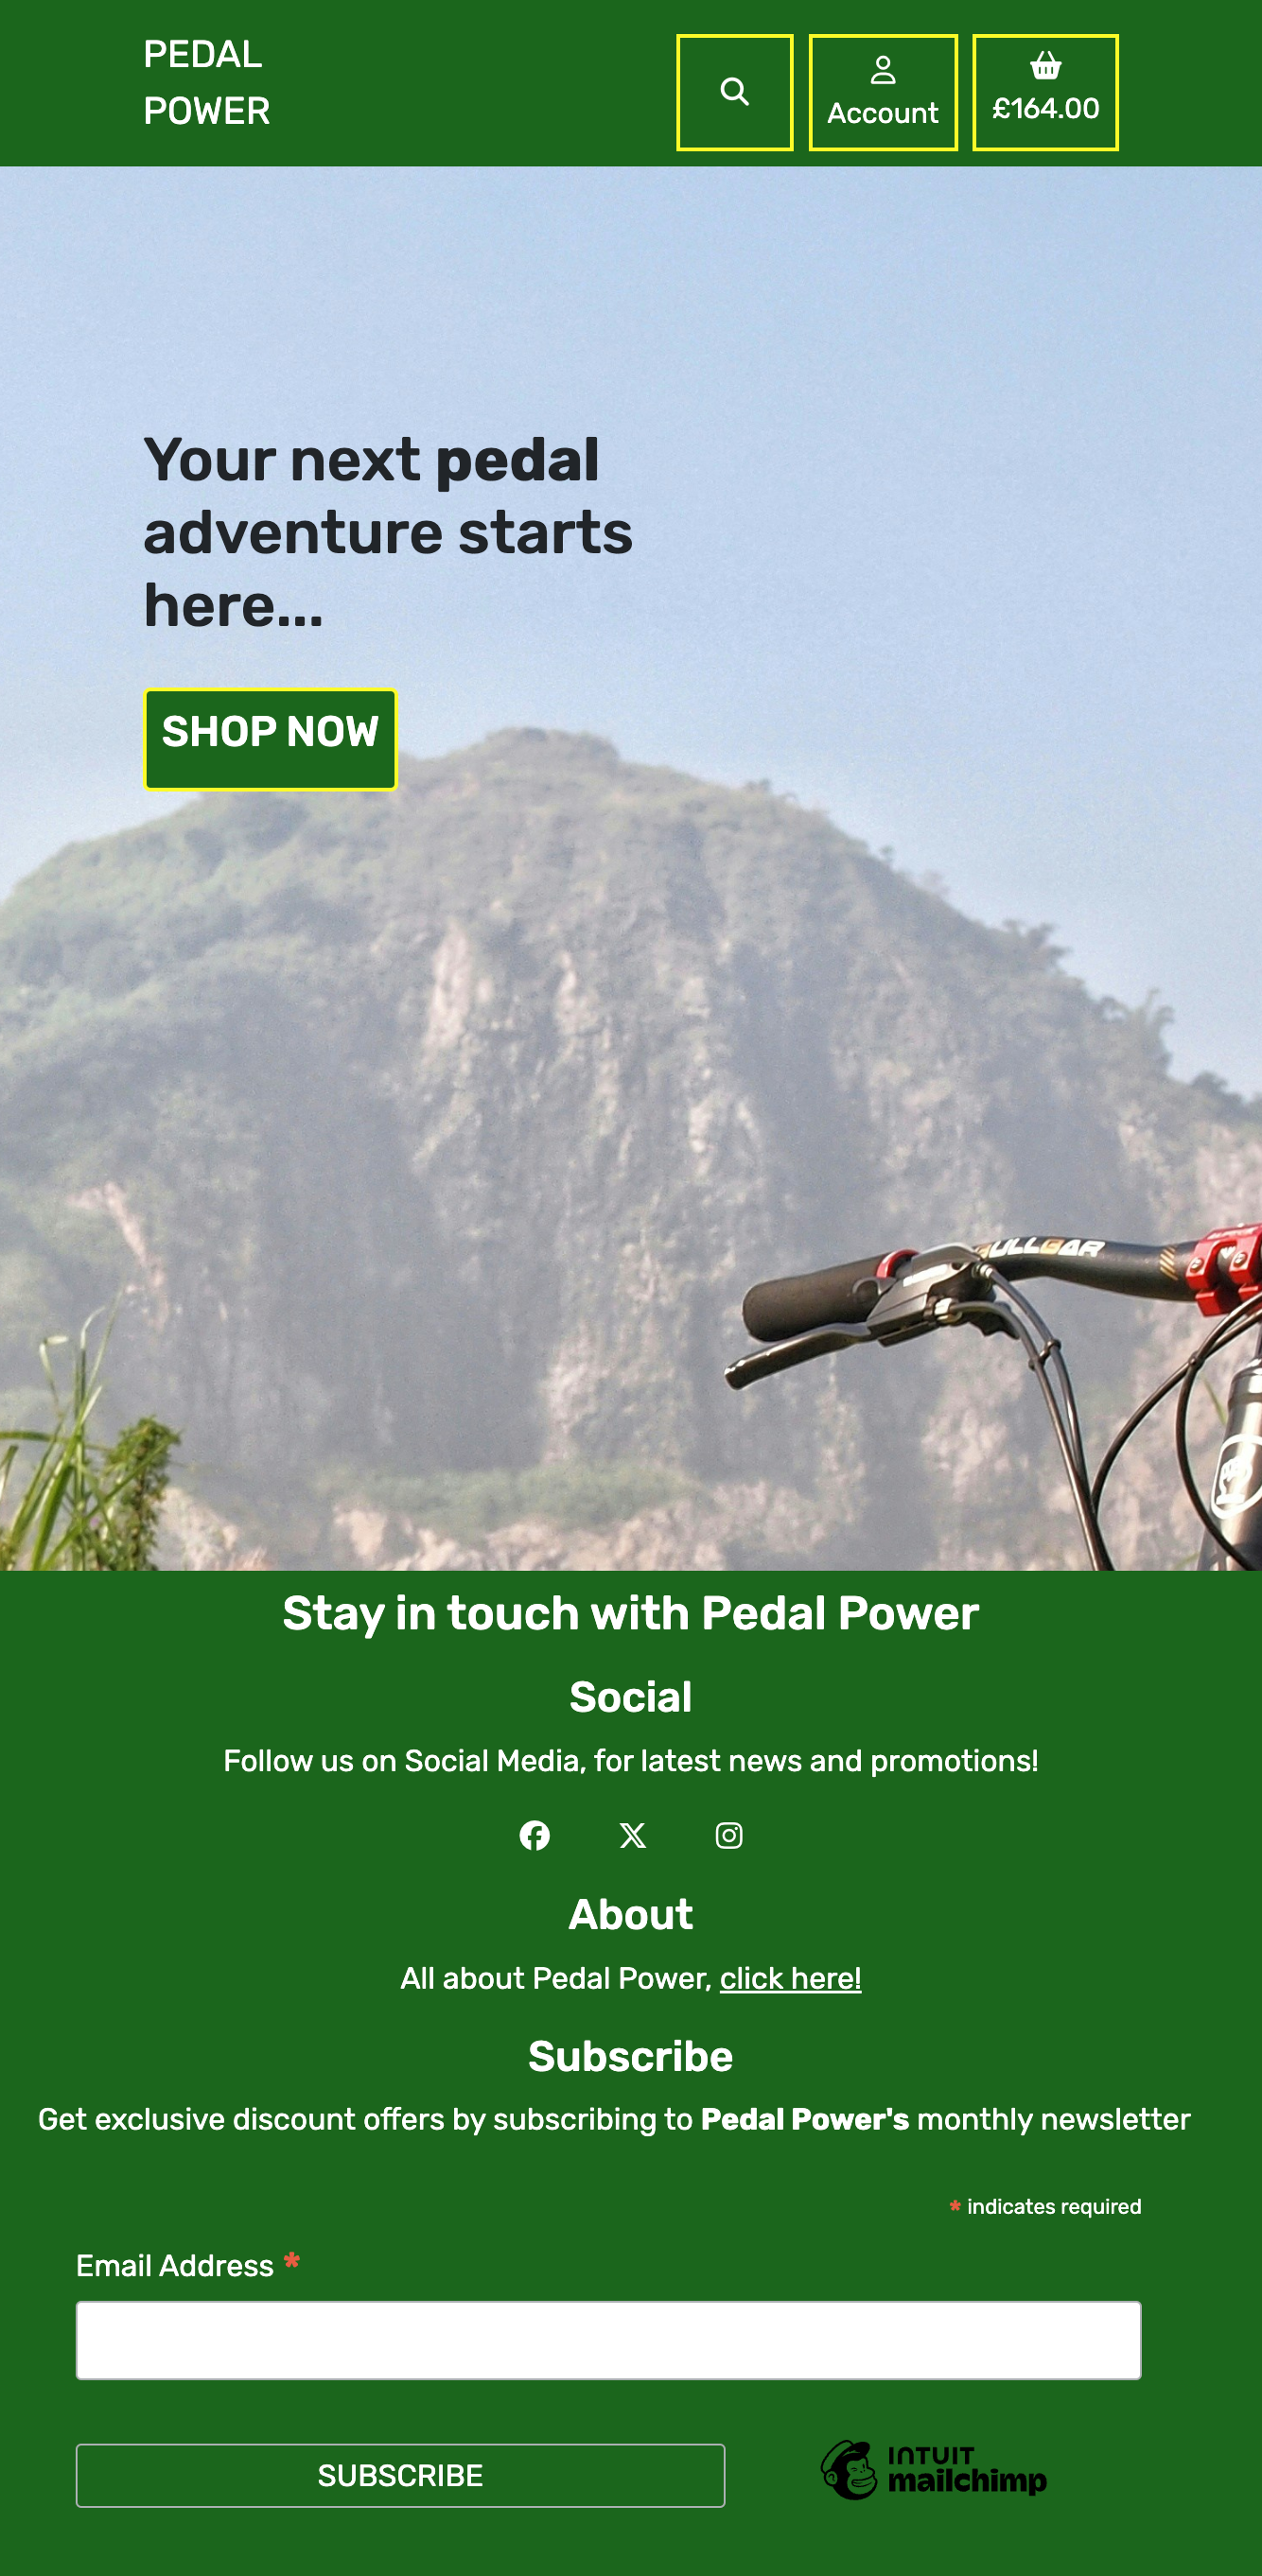 PEDAL
POWER
Account
£164.00
Your next pedal
adventure starts
here...
SHOP NOW
Stay in touch with Pedal Power
Social
Follow us on Social Media, for latest news and promotions!
About
All about Pedal Power, click here!
Subscribe
Get exclusive discount offers by subscribing to Pedal Power's monthly newsletter
* indicates required
Email Address *
SUBSCRIBE
INTUIT
mailchimp